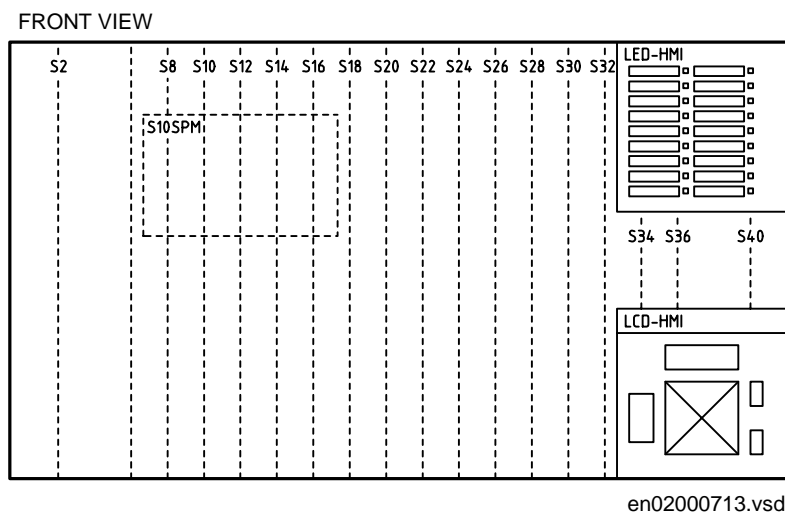 FRONT VIEW
S2 S8 S10 S12 S14 S16 S18 S20 S22 S24 S26 S28 S30 S32
LED-HMI
S10SPM
S34 S36 S40
LCD-HMI
en02000713.vsd